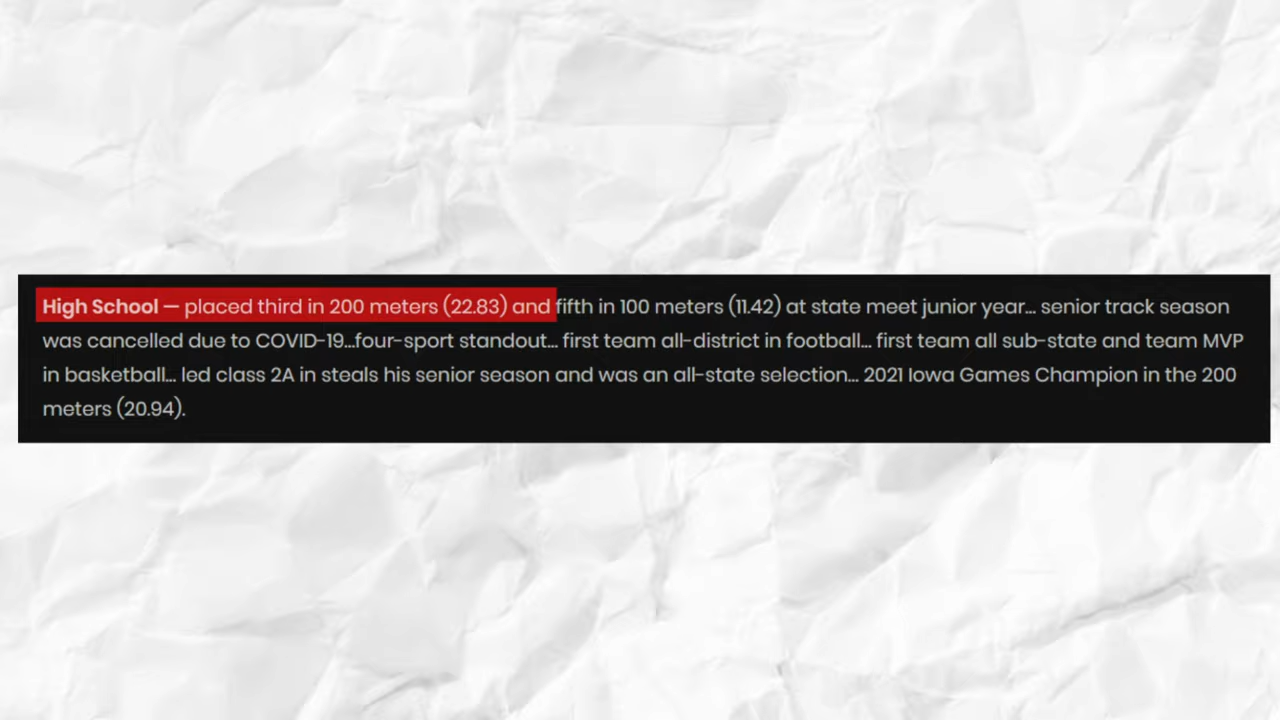 High School — placed third in 200 meters (22.83) and fifth in 100 meters (11.42) at state meet junior year... senior track season
was cancelled due to COVID-19...four-sport standout... first team all-district in football... first team all sub-state and team MVP
in basketball... led class 2A in steals his senior season and was an all-state selection... 2021 Iowa Games Champion in the 200
meters (20.94).